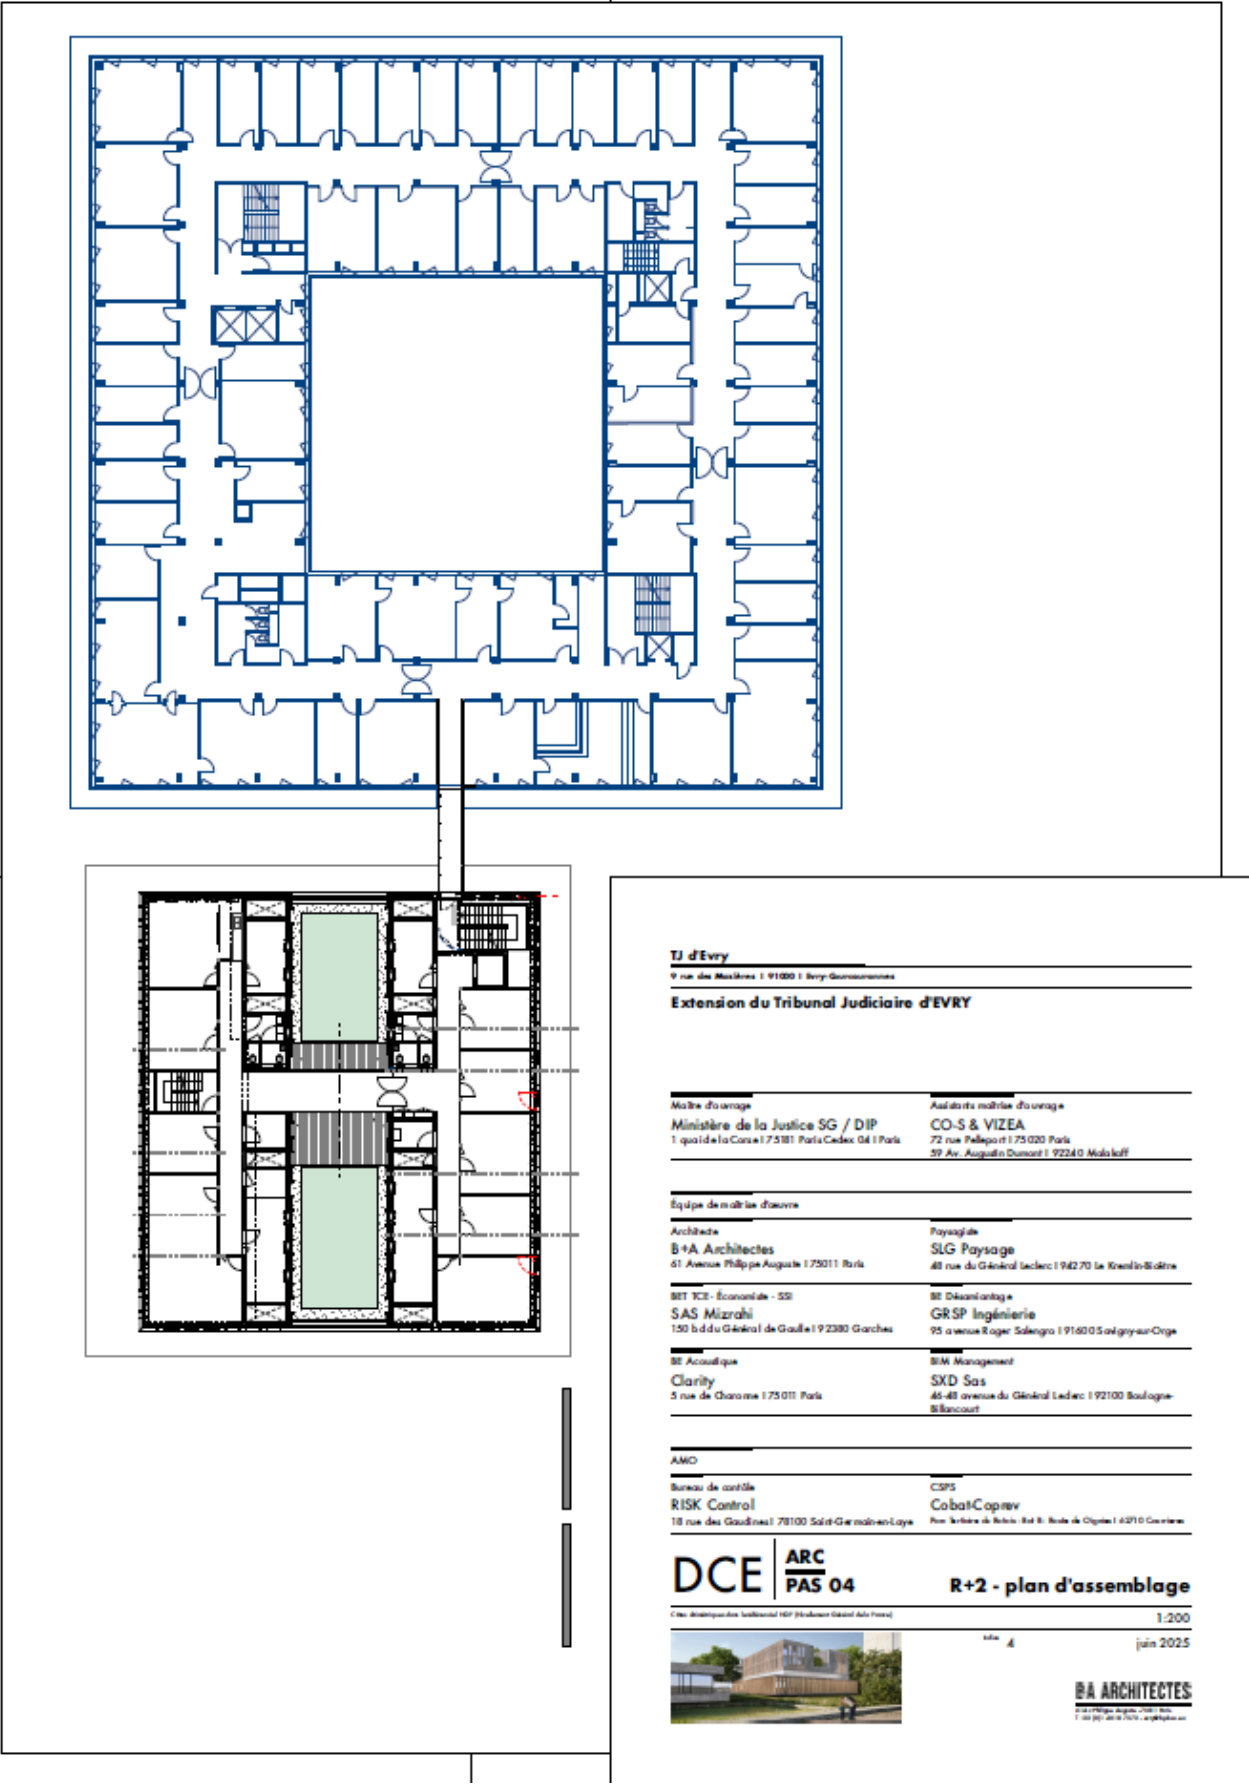 TJ d'Evry
9 rue des Mazières I 91000 I Evry-Courcouronnes
Extension du Tribunal Judiciaire d'EVRY
Maître d'ouvrage
Assistants maîtrise d'ouvrage
Ministère de la Justice SG / DIP
CO-S & VIZEA
1 quai de la Corse I 75181 Paris Cedex 04 I Paris
72 rue Pelleport I 75020 Paris
59 Av. Augustin Dumont I 92240 Malakoff
Équipe de maîtrise d'œuvre
Architecte
Paysagiste
B+A Architectes
SLG Paysage
61 Avenue Philippe Auguste I 75011 Paris
48 rue du Général Leclerc I 94270 Le Kremlin-Bicêtre
BET TCE - Économiste - SSI
BE Désamiantage
SAS Mizrahi
GRSP Ingénierie
150 bd du Général de Gaulle I 92380 Garches
95 avenue Roger Salengro I 91600 Savigny-sur-Orge
BE Acoustique
BIM Management
Clarity
SXD Sas
5 rue de Charonne I 75011 Paris
46-48 avenue du Général Leclerc I 92100 Boulogne-
Billancourt
AMO
Bureau de contrôle
CSPS
RISK Control
Cobat-Coprev
18 rue des Gaudines I 78100 Saint-Germain-en-Laye
DCE
ARC
PAS 04
R+2 - plan d'assemblage
1:200
4
juin 2025
B+A ARCHITECTES